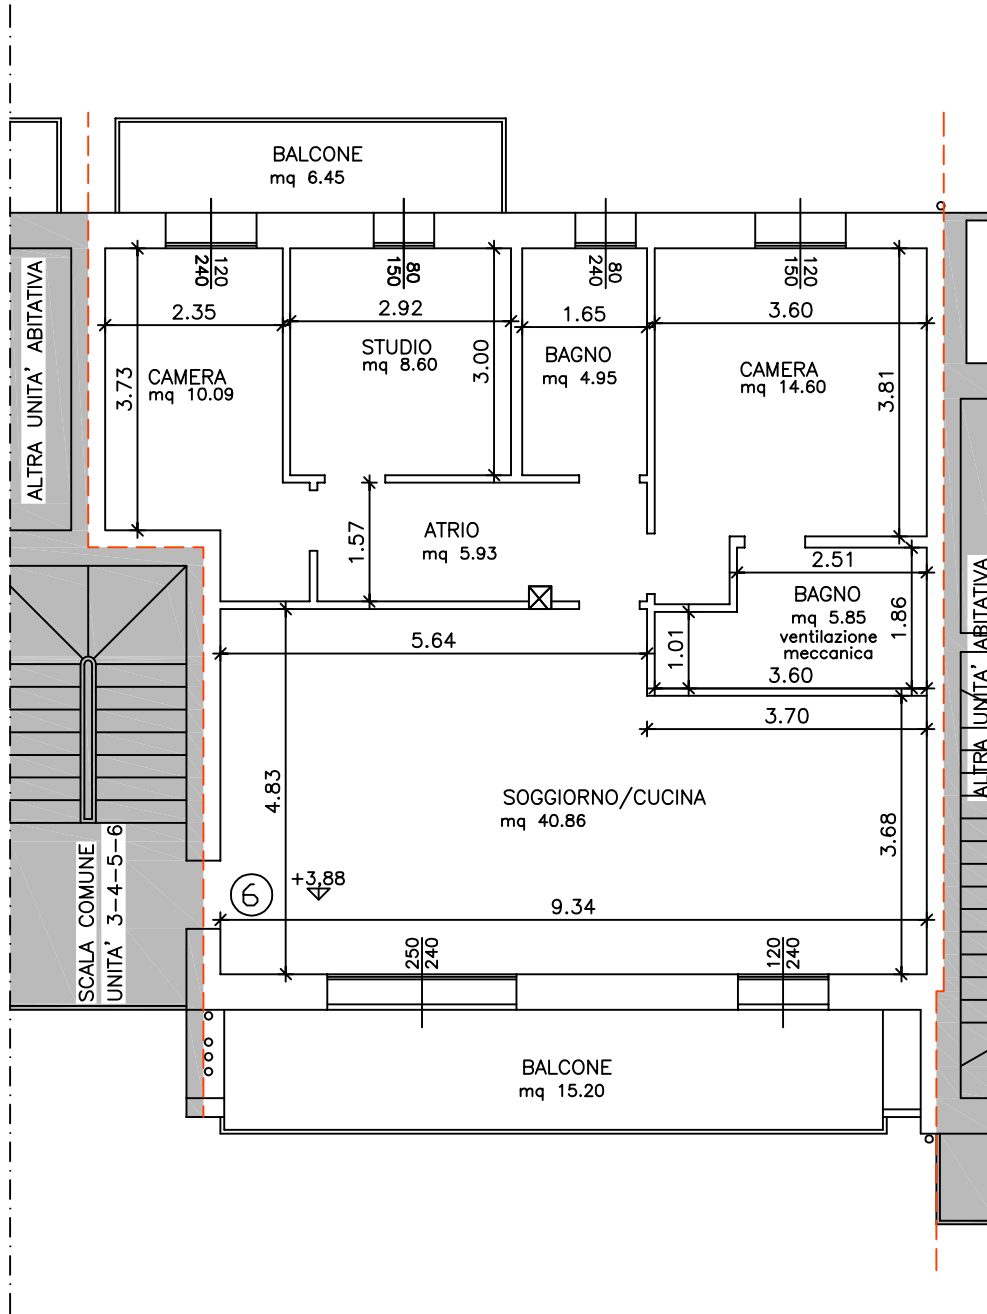 BALCONE
mq 6.45
120
240
80
150
80
240
120
150
2.35
2.92
1.65
3.60
ALTRA UNITA' ABITATIVA
3.73
CAMERA
mq 10.09
STUDIO
mq 8.60
3.00
BAGNO
mq 4.95
CAMERA
mq 14.60
3.81
1.57
ATRIO
mq 5.93
2.51
BAGNO
mq 5.85
ventilazione
meccanica
1.86
ALTRA UNITA' ABITATIVA
5.64
1.01
3.60
3.70
4.83
SOGGIORNO/CUCINA
mq 40.86
3.68
SCALA COMUNE
UNITA' 3-4-5-6
6
+3,88
9.34
250
240
120
240
BALCONE
mq 15.20